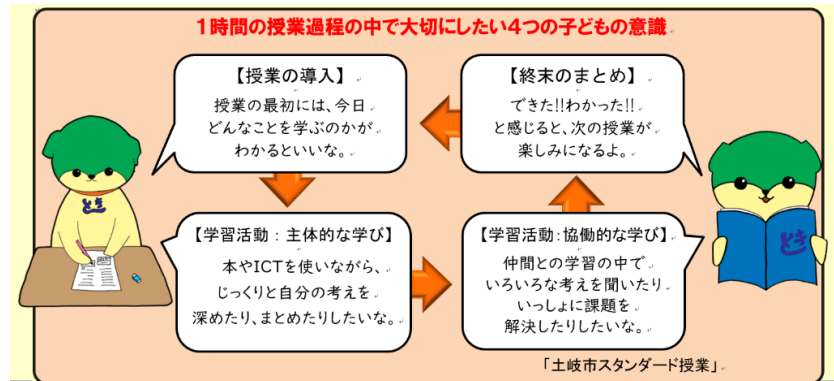 1時間の授業過程の中で大切にしたい4つの子どもの意識
【授業の導入】
授業の最初には、今日
どんなことを学ぶのかが
わかるといいな。
【学習活動：主体的な学び】
本やICTを使いながら、
じっくりと自分の考えを
深めたり、まとめたりしたいな。
【学習活動：協働的な学び】
仲間との学習の中で
いろいろな考えを聞いたり
いっしょに課題を
解決したりしたいな。
【終末のまとめ】
できた!!わかった!!
と感じると、次の授業が
楽しみになるよ。
とき
とき
「土岐市スタンダード授業」